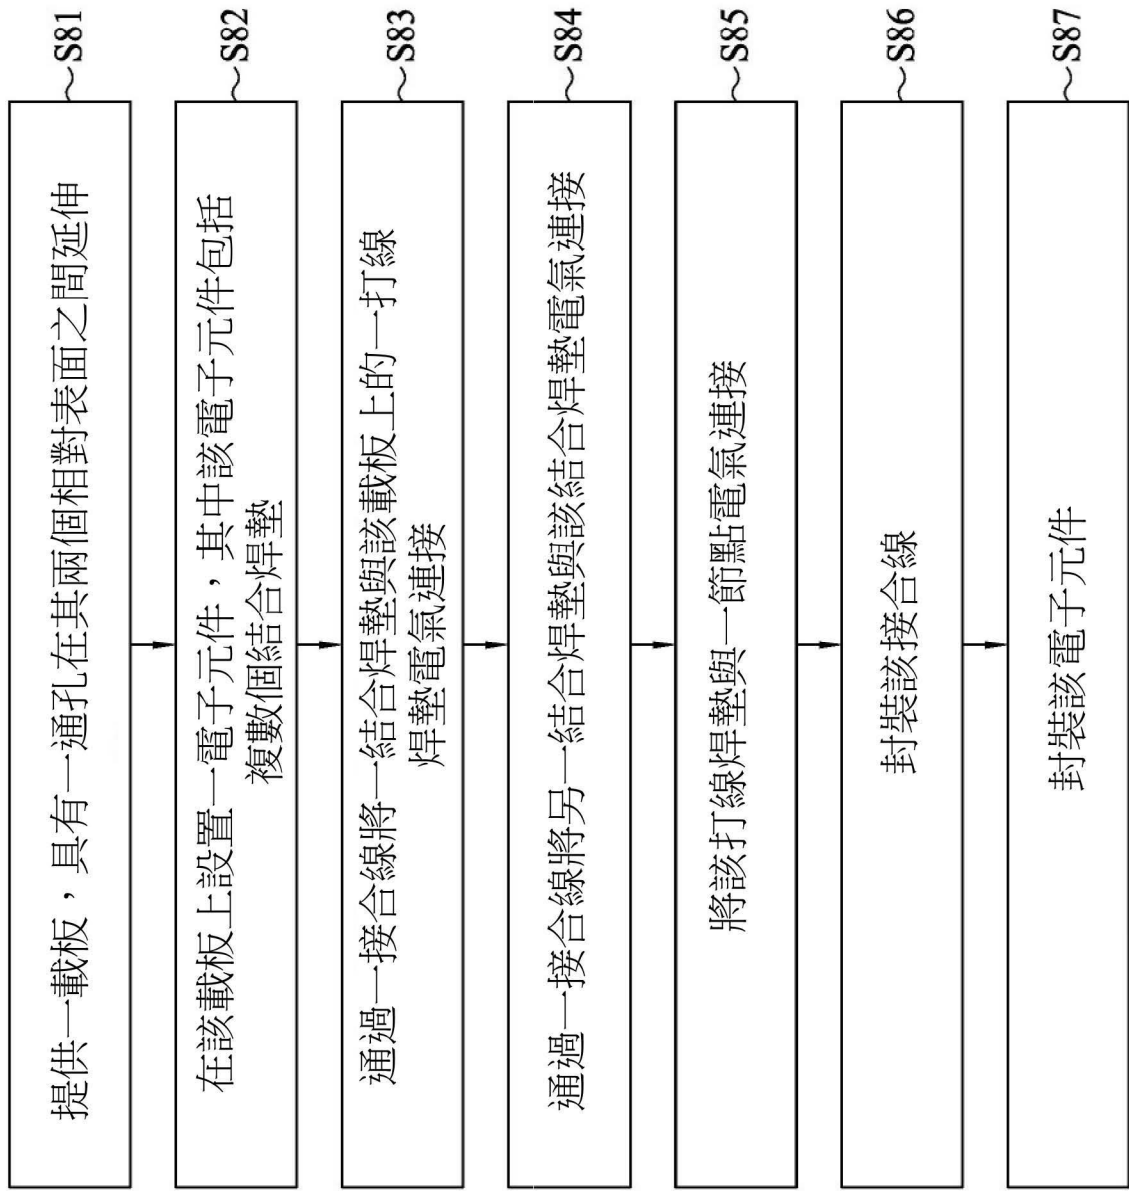 S81
提供一載板，具有一通孔在其兩個相對表面之間延伸
S82
在該載板上設置一電子元件，其中該電子元件包括
複數個結合焊墊
S83
通過一接合線將一結合焊墊與該載板上的一打線
焊墊電氣連接
S84
通過一接合線將另一結合焊墊與該結合焊墊電氣連接
S85
將該打線焊墊與一節點電氣連接
S86
封裝該接合線
S87
封裝該電子元件